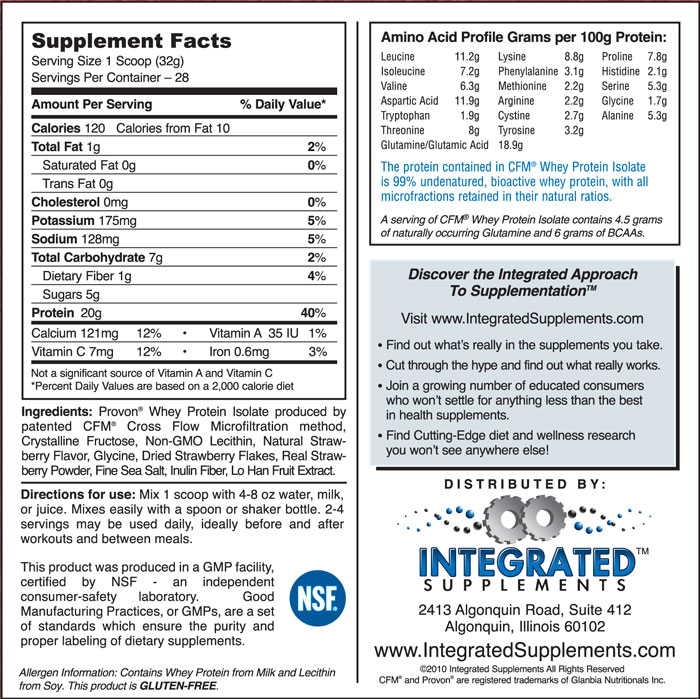 Supplement Facts
Serving Size 1 Scoop (32g)
Servings Per Container – 28
Amount Per Serving % Daily Value*
Calories 120 Calories from Fat 10
Total Fat 1g 2%
Saturated Fat 0g 0%
Trans Fat 0g
Cholesterol 0mg 0%
Potassium 175mg 5%
Sodium 128mg 5%
Total Carbohydrate 7g 2%
Dietary Fiber 1g 4%
Sugars 5g
Protein 20g 40%
Calcium 121mg 12% • Vitamin A 35 IU 1%
Vitamin C 7mg 12% • Iron 0.6mg 3%
Not a significant source of Vitamin A and Vitamin C
*Percent Daily Values are based on a 2,000 calorie diet
Ingredients: Provon® Whey Protein Isolate produced by
patented CFM® Cross Flow Microfiltration method,
Crystalline Fructose, Non-GMO Lecithin, Natural Straw-
berry Flavor, Glycine, Dried Strawberry Flakes, Real Straw-
berry Powder, Fine Sea Salt, Inulin Fiber, Lo Han Fruit Extract.
Directions for use: Mix 1 scoop with 4-8 oz water, milk,
or juice. Mixes easily with a spoon or shaker bottle. 2-4
servings may be used daily, ideally before and after
workouts and between meals.
This product was produced in a GMP facility,
certified by NSF - an independent
consumer-safety laboratory. Good
Manufacturing Practices, or GMPs, are a set
of standards which ensure the purity and
proper labeling of dietary supplements.
NSF.
Allergen Information: Contains Whey Protein from Milk and Lecithin
from Soy. This product is GLUTEN-FREE.
Amino Acid Profile Grams per 100g Protein:
Leucine 11.2g Lysine 8.8g Proline 7.8g
Isoleucine 7.2g Phenylalanine 3.1g Histidine 2.1g
Valine 6.3g Methionine 2.2g Serine 5.3g
Aspartic Acid 11.9g Arginine 2.2g Glycine 1.7g
Tryptophan 1.9g Cystine 2.7g Alanine 5.3g
Threonine 8g Tyrosine 3.2g
Glutamine/Glutamic Acid 18.9g
The protein contained in CFM® Whey Protein Isolate
is 99% undenatured, bioactive whey protein, with all
microfractions retained in their natural ratios.
A serving of CFM® Whey Protein Isolate contains 4.5 grams
of naturally occurring Glutamine and 6 grams of BCAAs.
Discover the Integrated Approach
To Supplementation™
Visit www.IntegratedSupplements.com
• Find out what's really in the supplements you take.
• Cut through the hype and find out what really works.
• Join a growing number of educated consumers
who won't settle for anything less than the best
in health supplements.
• Find Cutting-Edge diet and wellness research
you won't see anywhere else!
DISTRIBUTED BY:
INTEGRATED™
SUPPLEMENTS
2413 Algonquin Road, Suite 412
Algonquin, Illinois 60102
www.IntegratedSupplements.com
©2010 Integrated Supplements All Rights Reserved
CFM® and Provon® are registered trademarks of Glanbia Nutritionals Inc.